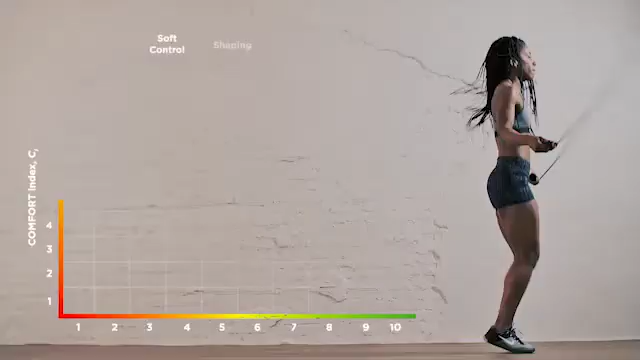 Soft
Control
Shaping
COMFORT Index, C,
4
3
2
1
1 2 3 4 5 6 7 8 9 10